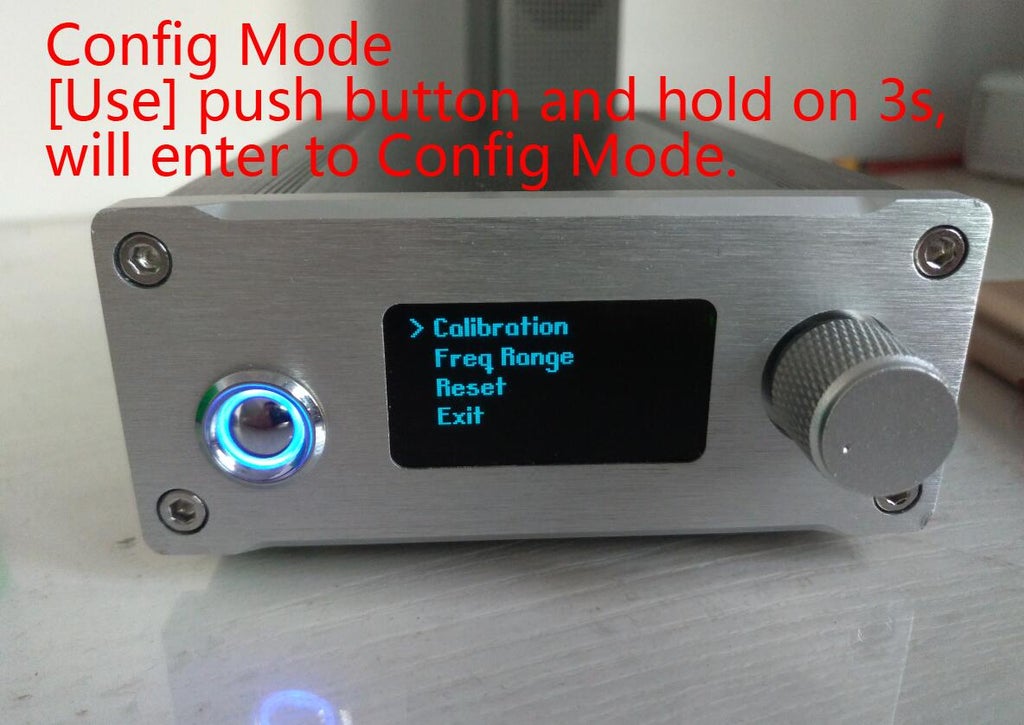 Config Mode
[Use] push button and hold on 3s,
will enter to Config Mode.
> Calibration
Freq Range
Reset
Exit